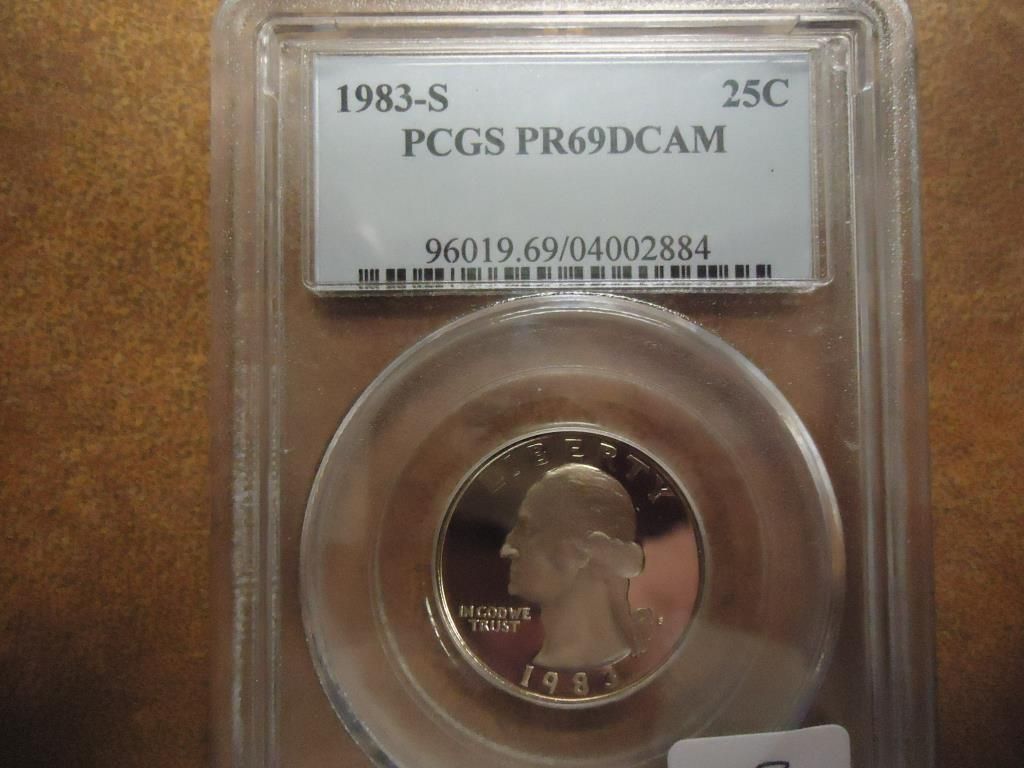 1983-S 25C
PCGS PR69DCAM
96019.69/04002884
LIBERTY
IN GOD WE
TRUST
S
1983